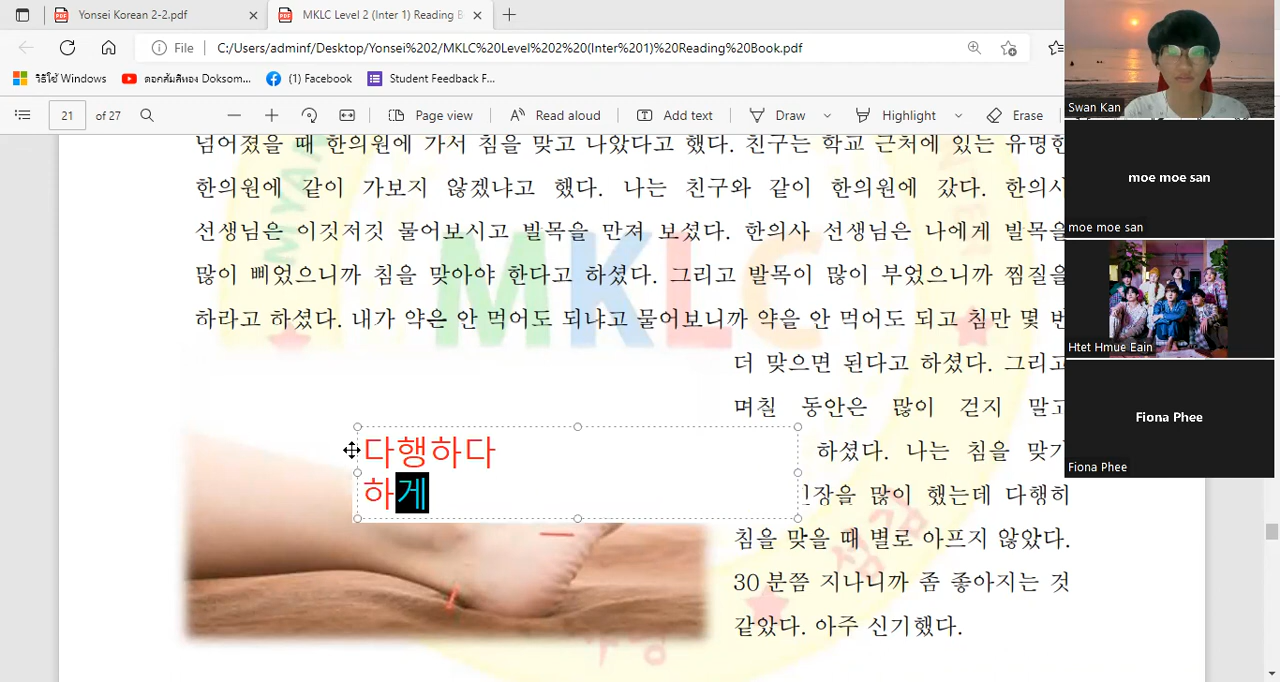 Yonsei Korean 2-2.pdf
MKLC Level 2 (Inter 1) Reading B
File
C:/Users/adminf/Desktop/Yonsei%202/MKLC%20Level%202%20(Inter%201)%20Reading%20Book.pdf
วิธีใช้ Windows
ดอกส้มสีทอง Doksom...
(1) Facebook
Student Feedback F...
21 of 27
Page view
Read aloud
Add text
Draw
Highlight
Erase
넘어졌을 때 한의원에 가서 침을 맞고 나았다고 했다. 친구는 학교 근처에 있는 유명한
한의원에 같이 가보지 않겠냐고 했다. 나는 친구와 같이 한의원에 갔다. 한의사
선생님은 이것저것 물어보시고 발목을 만져 보셨다. 한의사 선생님은 나에게 발목을
많이 삐었으니까 침을 맞아야 한다고 하셨다. 그리고 발목이 많이 부었으니까 찜질을
하라고 하셨다. 내가 약은 안 먹어도 되냐고 물어보니까 약을 안 먹어도 되고 침만 몇 번
더 맞으면 된다고 하셨다. 그리고
며칠 동안은 많이 걷지 말고
하셨다. 나는 침을 맞기
많이 했는데 다행히
침을 맞을 때 별로 아프지 않았다.
30 분쯤 지나니까 좀 좋아지는 것
같았다. 아주 신기했다.
다행하다
하게
MKLC
Swan Kan
moe moe san
moe moe san
Htet Hmue Eain
Fiona Phee
Fiona Phee